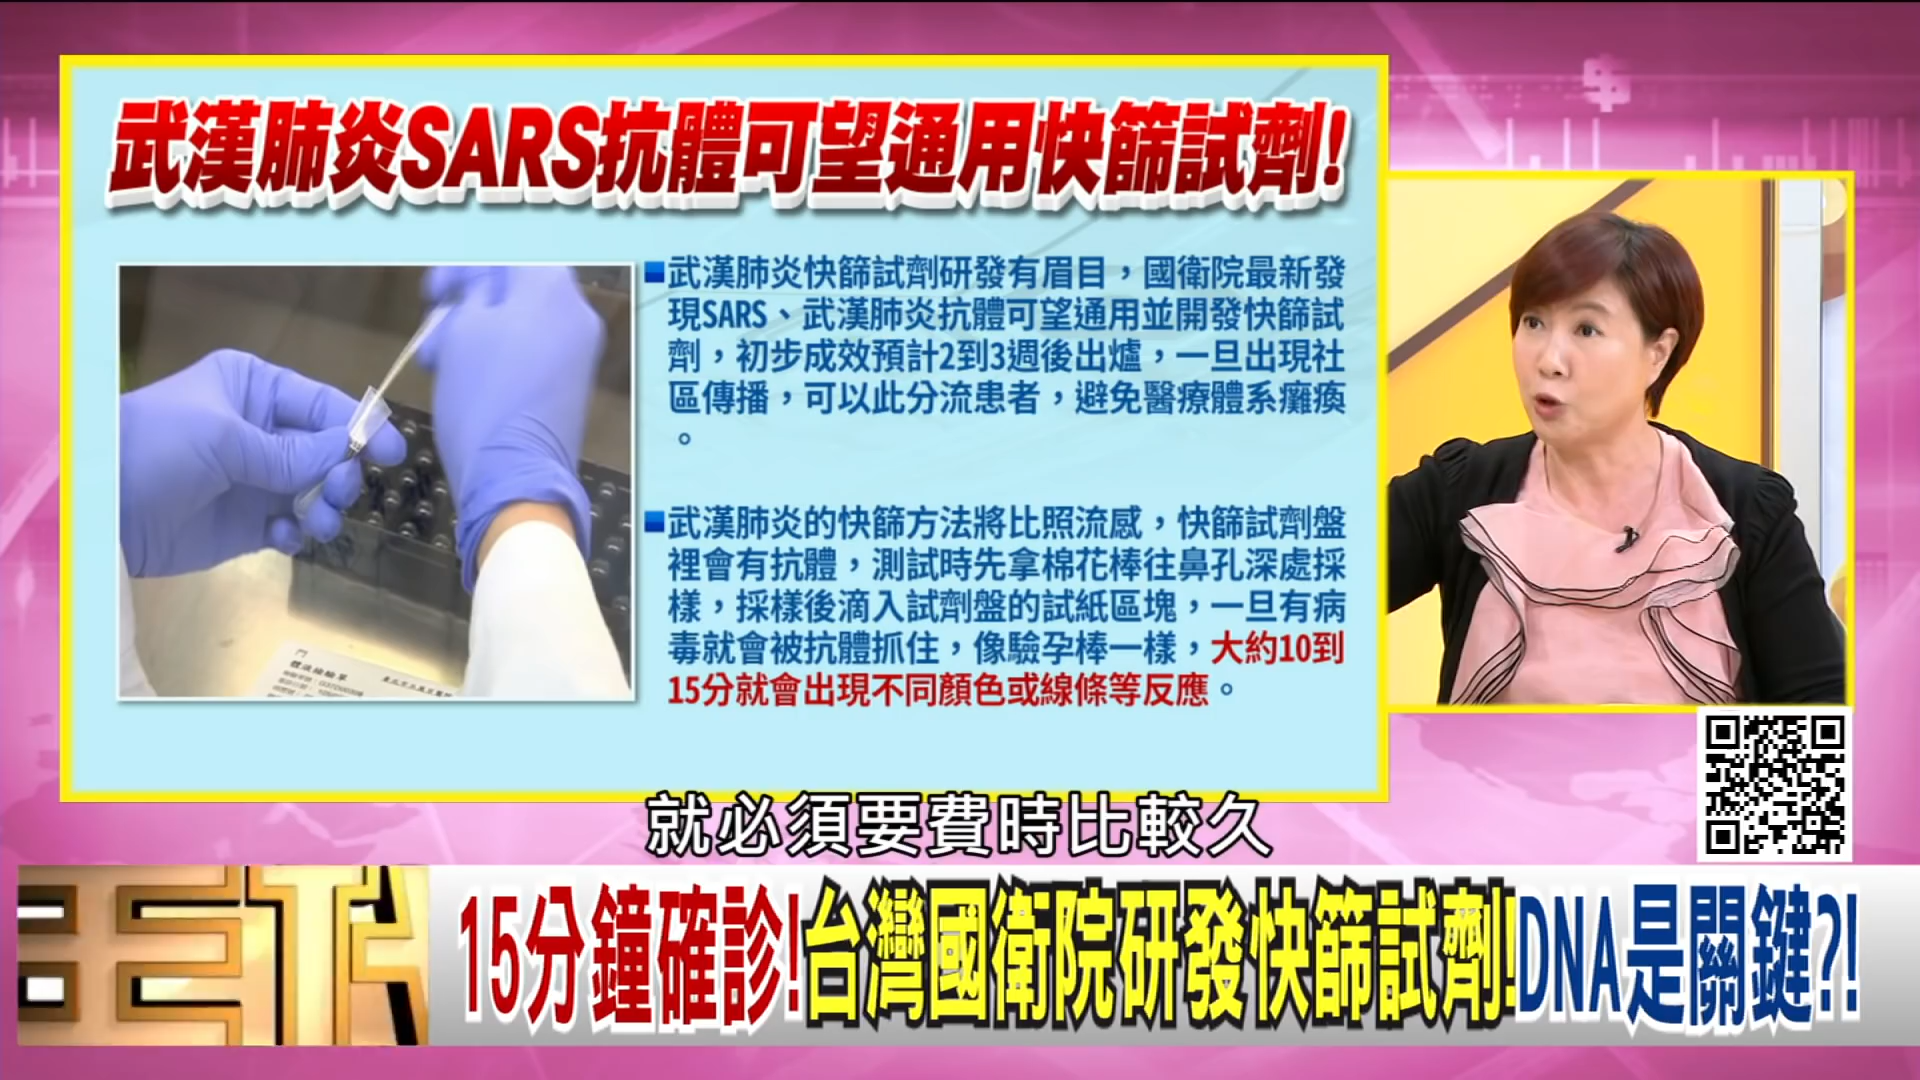 武漢肺炎SARS抗體可望通用快篩試劑!
武漢肺炎快篩試劑研發有眉目，國衛院最新發
現SARS、武漢肺炎抗體可望通用並開發快篩試
劑，初步成效預計2到3週後出爐，一旦出現社
區傳播，可以此分流患者，避免醫療體系癱瘓
。
武漢肺炎的快篩方法將比照流感，快篩試劑盤
裡會有抗體，測試時先拿棉花棒往鼻孔深處採
樣，採樣後滴入試劑盤的試紙區塊，一旦有病
毒就會被抗體抓住，像驗孕棒一樣，大約10到
15分就會出現不同顏色或線條等反應。
體液檢驗單
就必須要費時比較久
15分鐘確診!台灣國衛院研發快篩試劑!DNA是關鍵?!